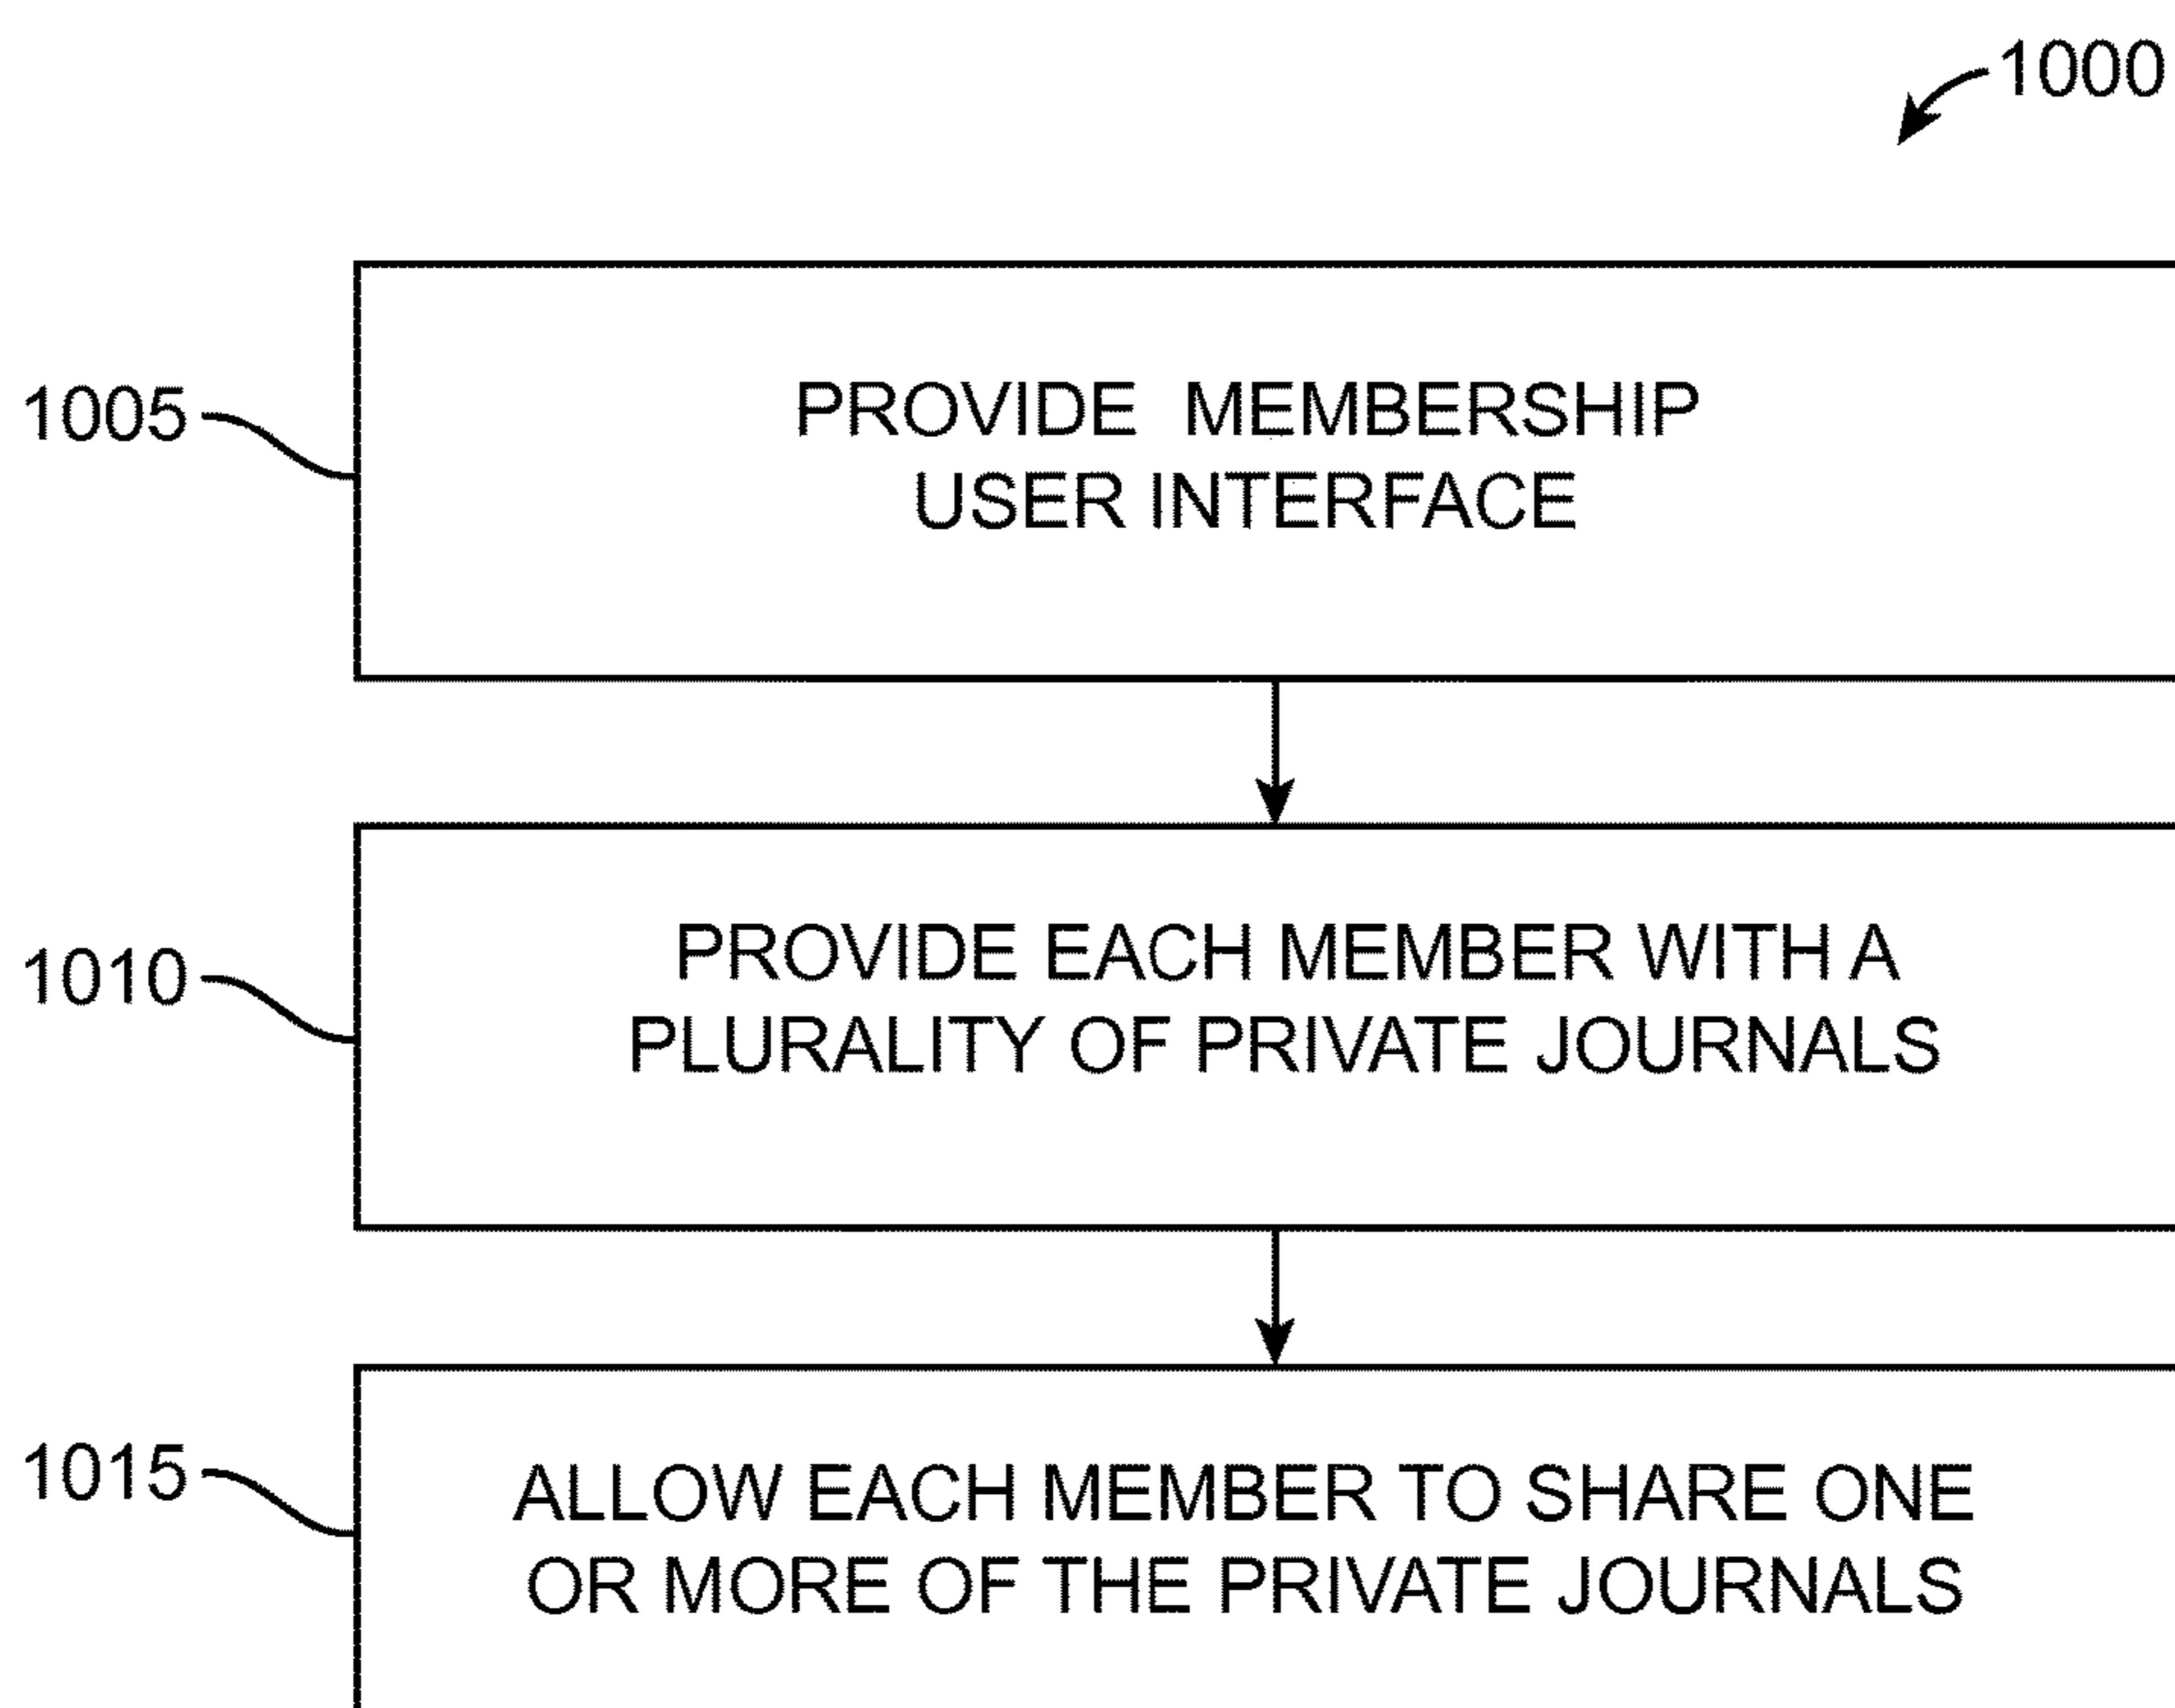 1000
1005
PROVIDE MEMBERSHIP
USER INTERFACE
1010
PROVIDE EACH MEMBER WITH A
PLURALITY OF PRIVATE JOURNALS
1015
ALLOW EACH MEMBER TO SHARE ONE
OR MORE OF THE PRIVATE JOURNALS